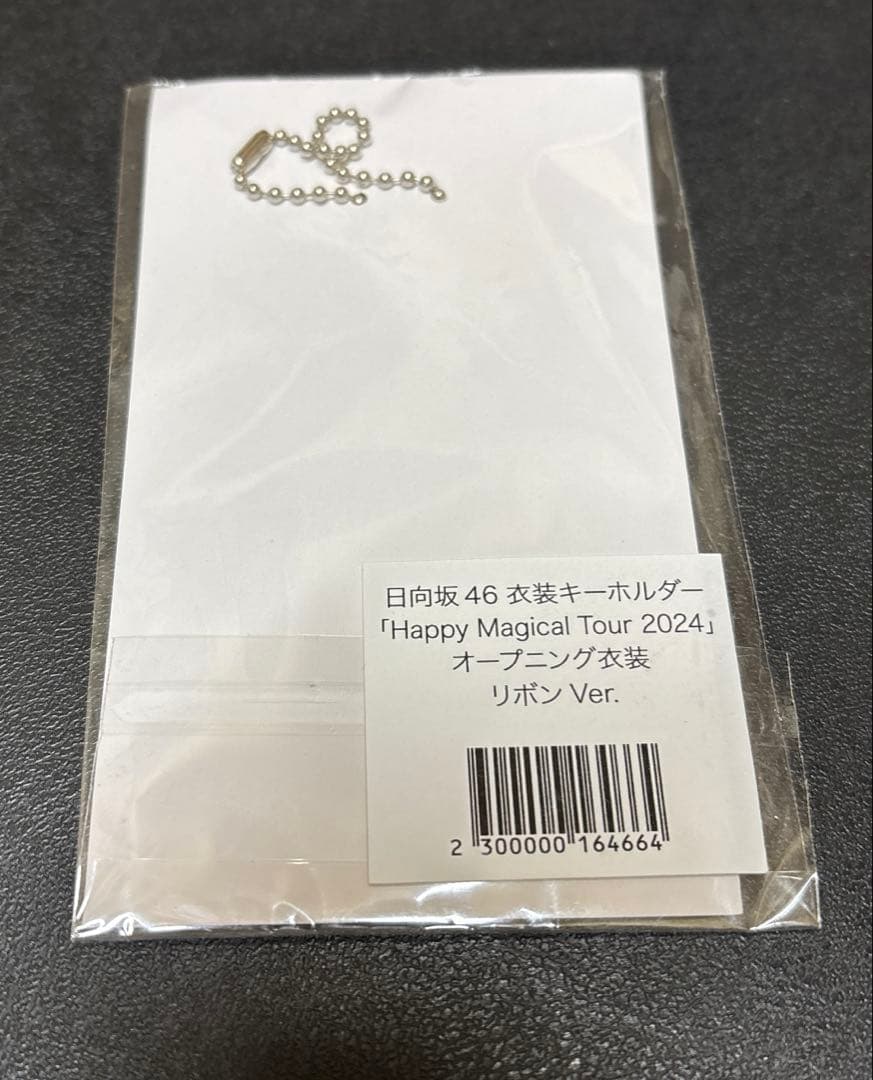 日向坂46 衣装キーホルダー
「Happy Magical Tour 2024」
オープニング衣装
リボン Ver.
2 300000 164664